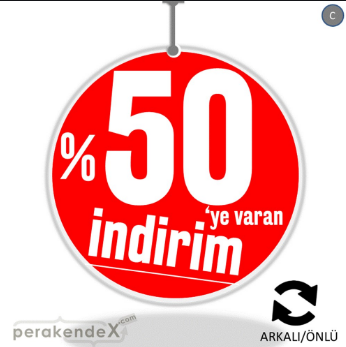 C
%50
'ye varan
indirim
perakendeX.com
ARKALI/ÖNLÜ